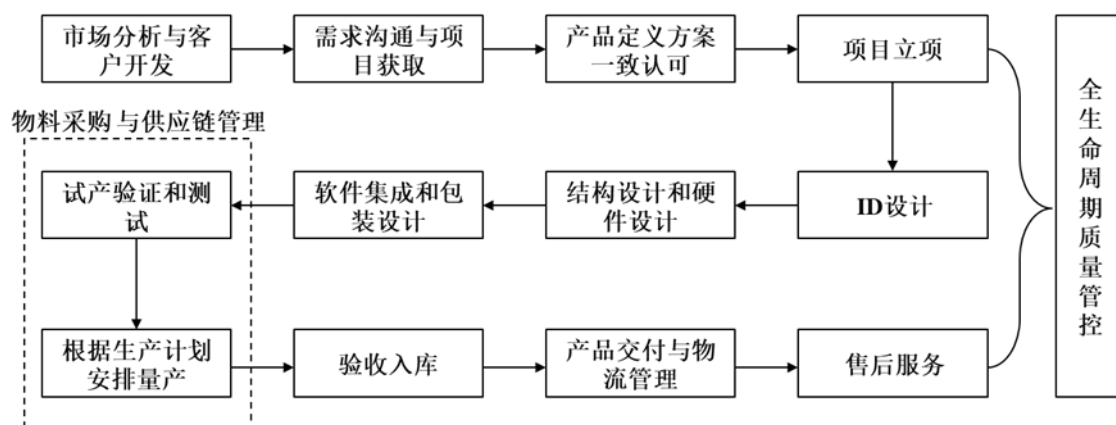 市场分析与客
户开发
需求沟通与项
目获取
产品定义方案
一致认可
项目立项
全生命周期质量管控
物料采购与供应链管理
试产验证和测
试
软件集成和包
装设计
结构设计和硬
件设计
ID设计
根据生产计划
安排量产
验收入库
产品交付与物
流管理
售后服务